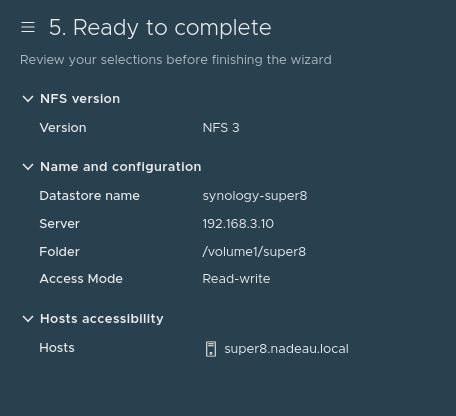 5. Ready to complete
Review your selections before finishing the wizard
NFS version
Version NFS 3
Name and configuration
Datastore name synology-super8
Server 192.168.3.10
Folder /volume1/super8
Access Mode Read-write
Hosts accessibility
Hosts super8.nadeau.local